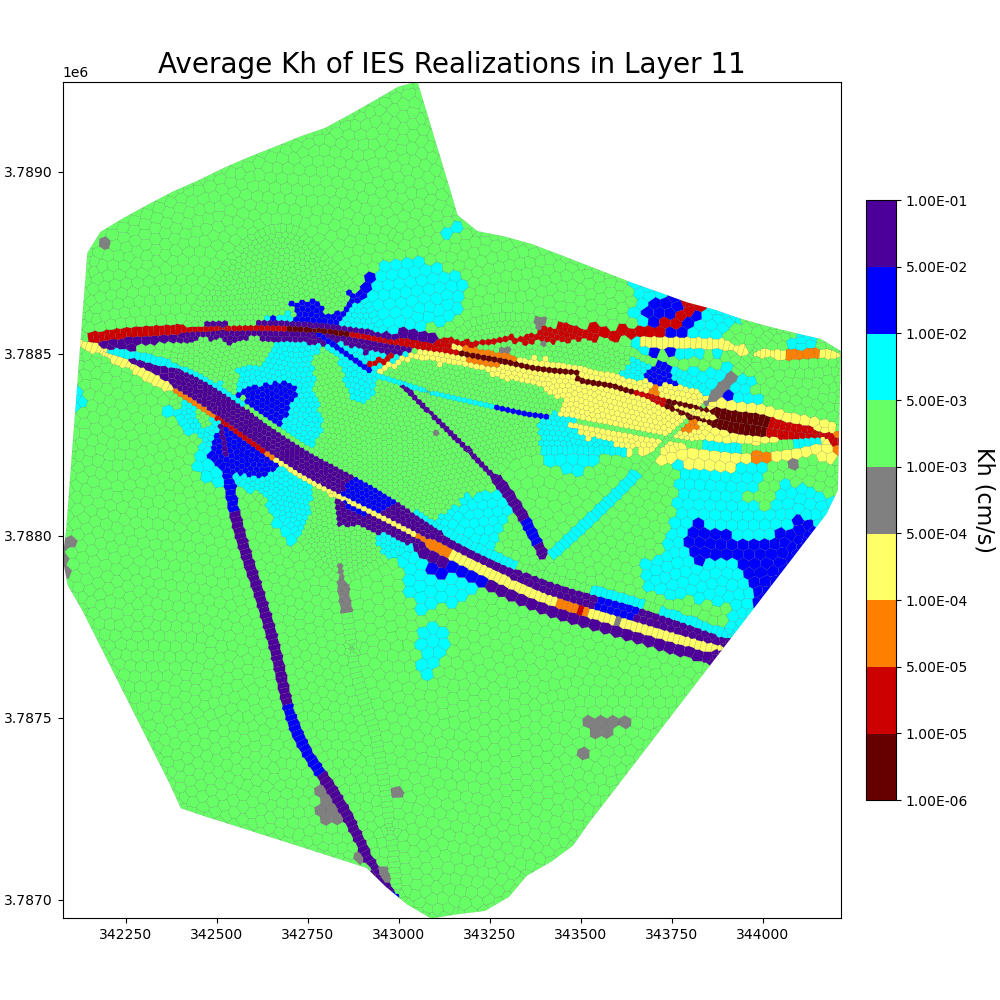 Average Kh of IES Realizations in Layer 11
1e6
3.7890
3.7885
3.7880
3.7875
3.7870
342250
342500
342750
343000
343250
343500
343750
344000
1.00E-01
5.00E-02
1.00E-02
5.00E-03
1.00E-03
5.00E-04
1.00E-04
5.00E-05
1.00E-05
1.00E-06
Kh (cm/s)